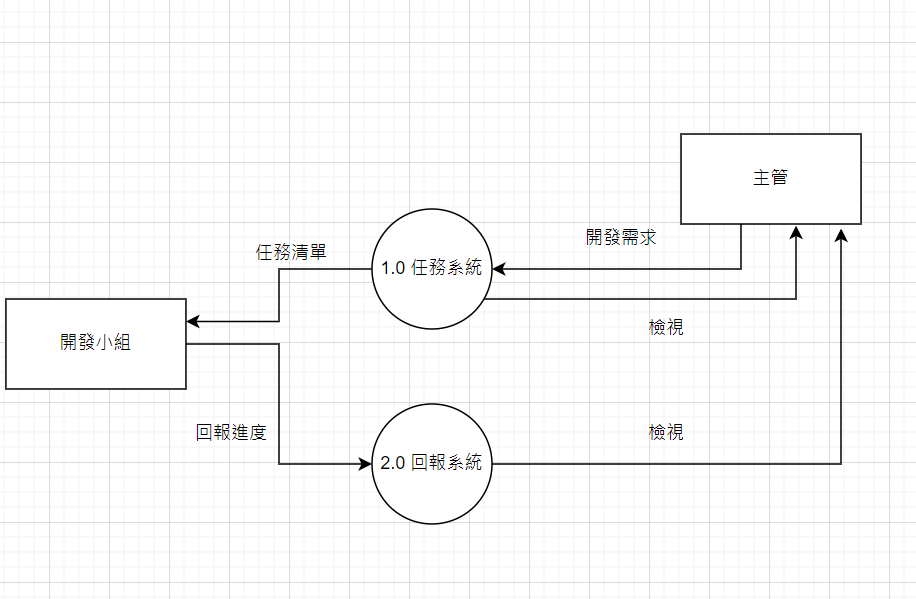 主管
開發需求
任務清單
1.0 任務系統
檢視
開發小組
回報進度
檢視
2.0 回報系統